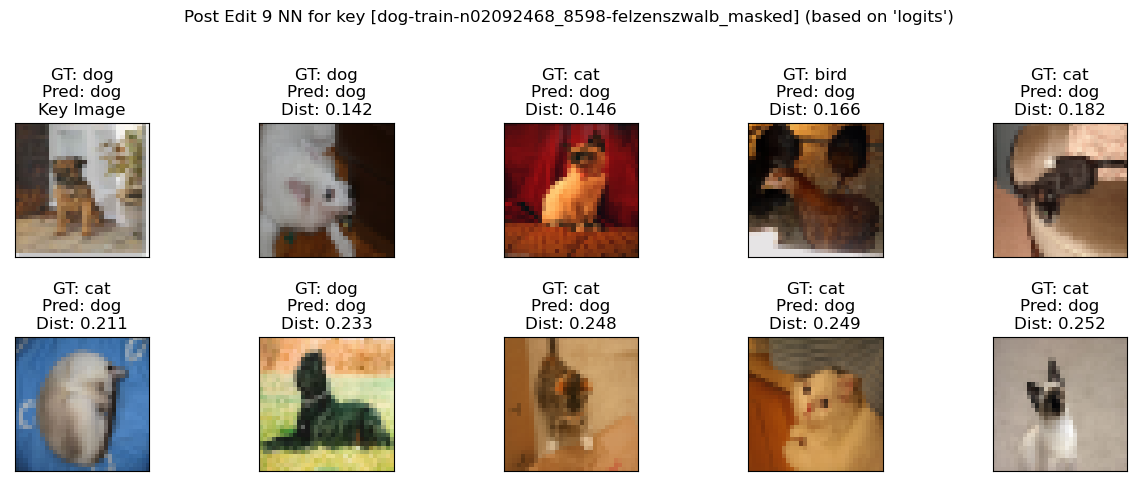 Post Edit 9 NN for key [dog-train-n02092468_8598-felzenszwalb_masked] (based on 'logits')
GT: dog
Pred: dog
Key Image
GT: dog
Pred: dog
Dist: 0.142
GT: cat
Pred: dog
Dist: 0.146
GT: bird
Pred: dog
Dist: 0.166
GT: cat
Pred: dog
Dist: 0.182
GT: cat
Pred: dog
Dist: 0.211
GT: dog
Pred: dog
Dist: 0.233
GT: cat
Pred: dog
Dist: 0.248
GT: cat
Pred: dog
Dist: 0.249
GT: cat
Pred: dog
Dist: 0.252